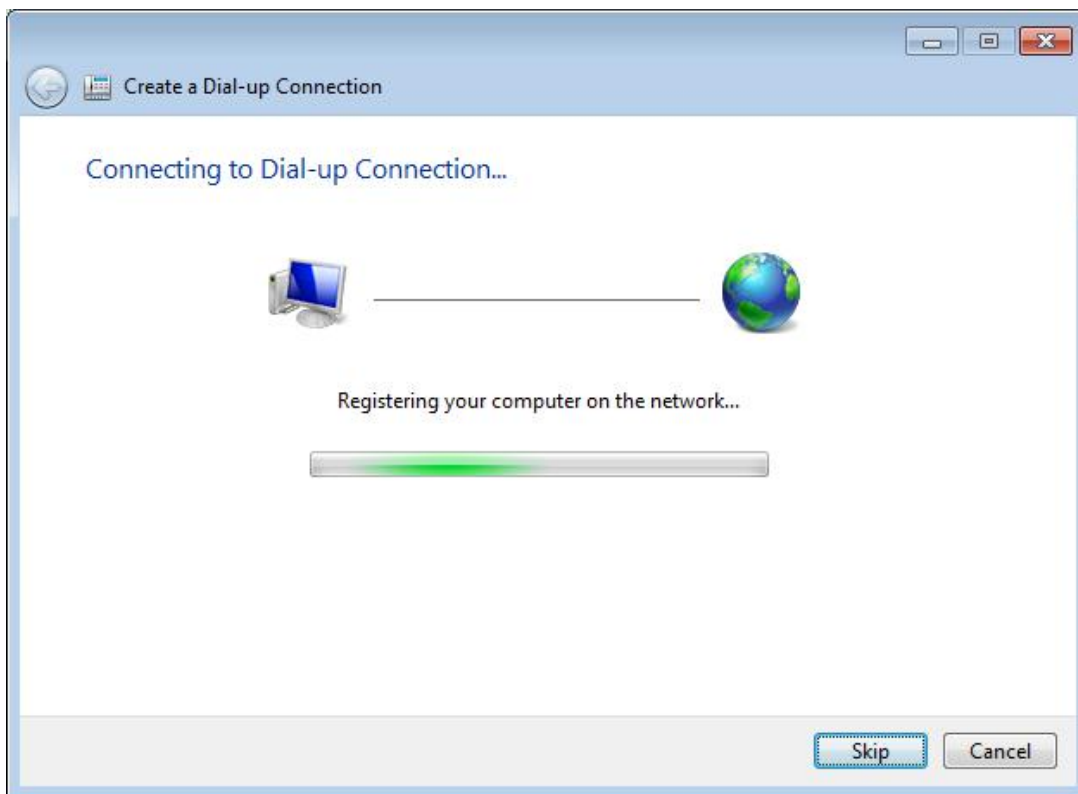 Create a Dial-up Connection
Connecting to Dial-up Connection...
Registering your computer on the network...
Skip
Cancel